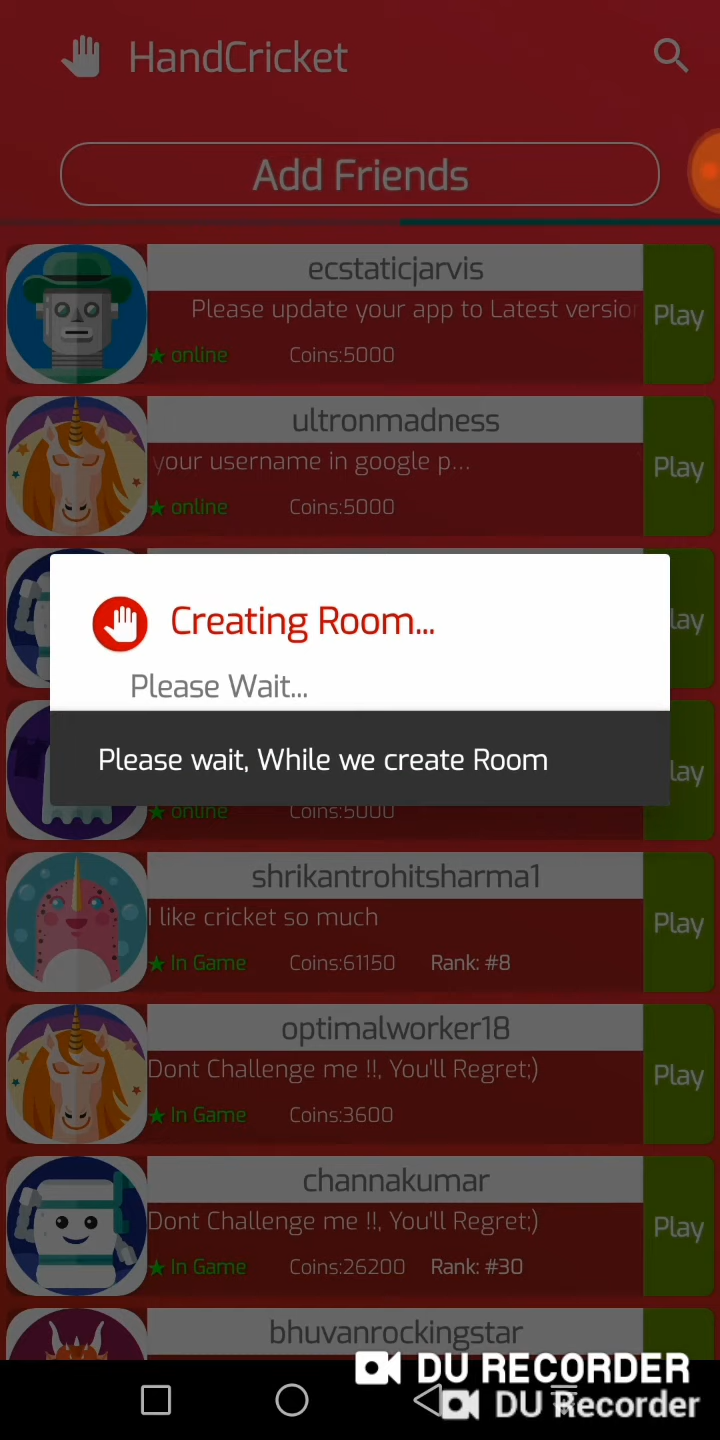 HandCricket
Add Friends
ecstaticjarvis
Please update your app to Latest version
Play
★ online Coins:5000
ultronmadness
your username in google p...
Play
★ online Coins:5000
Creating Room...
Please Wait...
Please wait, While we create Room
lay
lay
online Coins:5000
shrikantrohitsharma1
I like cricket so much
Play
★ In Game Coins:61150 Rank: #8
optimalworker18
Dont Challenge me !!, You'll Regret;)
Play
★ In Game Coins:3600
channakumar
Dont Challenge me !!, You'll Regret;)
Play
★ In Game Coins:26200 Rank: #30
bhuvanrockingstar
DU RECORDER
DU Recorder